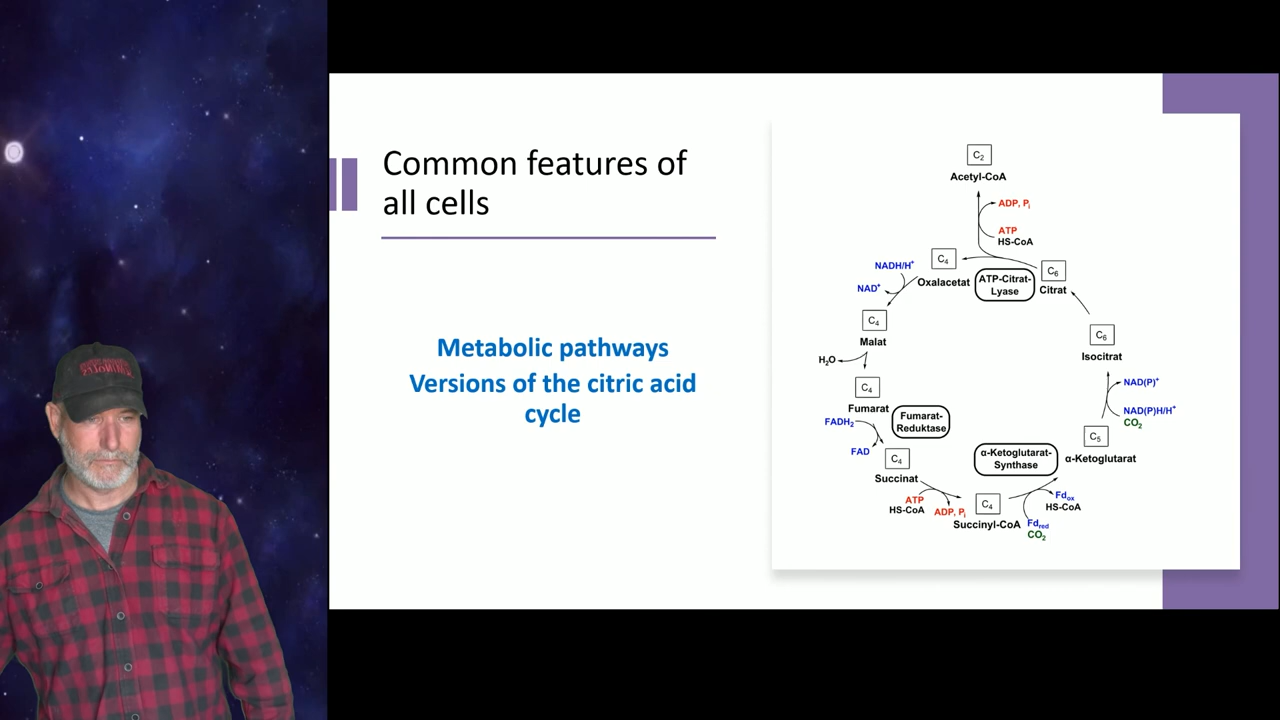 Common features of
all cells
Metabolic pathways
Versions of the citric acid
cycle
C₂
Acetyl-CoA
ADP, Pᵢ
ATP
HS-CoA
C₄
Oxalacetat
ATP-Citrat-
Lyase
C₆
Citrat
NADH/H⁺
NAD⁺
C₄
Malat
H₂O
C₄
Fumarat
FADH₂
FAD
Fumarat-
Reduktase
C₄
Succinat
ATP
HS-CoA
ADP, Pᵢ
C₄
Succinyl-CoA
Fdred
CO₂
Fdox
HS-CoA
α-Ketoglutarat-
Synthase
C₅
α-Ketoglutarat
NAD(P)⁺
NAD(P)H/H⁺
CO₂
C₆
Isocitrat